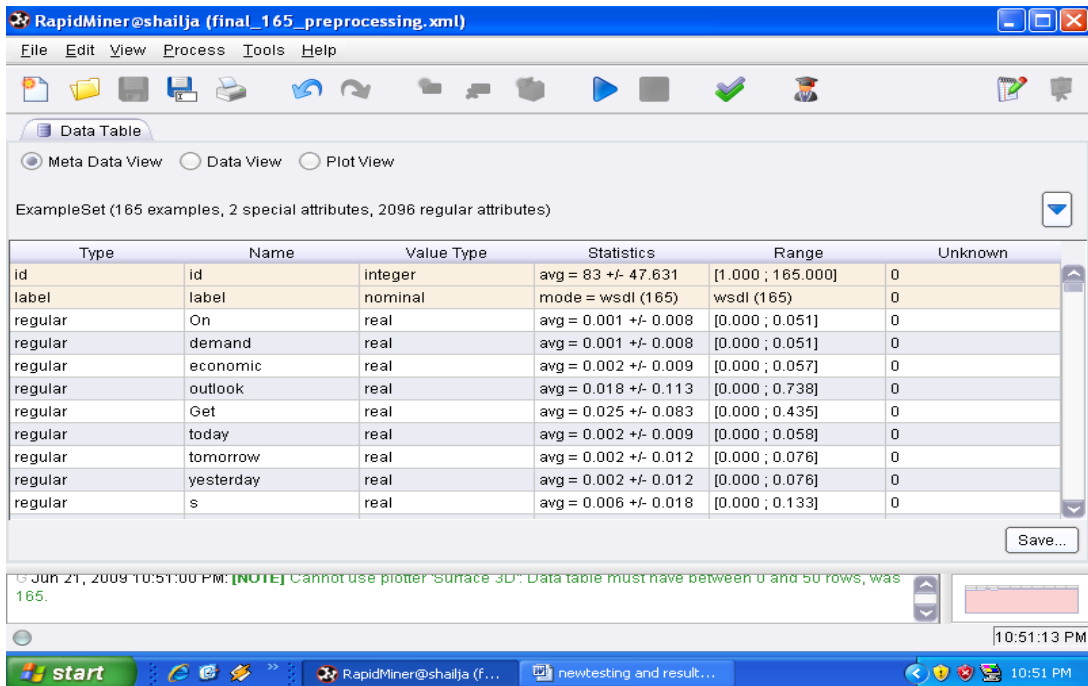 RapidMiner@shailja (final_165_preprocessing.xml)
File Edit View Process Tools Help
Data Table
Meta Data View Data View Plot View
ExampleSet (165 examples, 2 special attributes, 2096 regular attributes)
Type Name Value Type Statistics Range Unknown
id id integer avg = 83 +/- 47.631 [1.000 ; 165.000] 0
label label nominal mode = wsdl (165) wsdl (165) 0
regular On real avg = 0.001 +/- 0.008 [0.000 ; 0.051] 0
regular demand real avg = 0.001 +/- 0.008 [0.000 ; 0.051] 0
regular economic real avg = 0.002 +/- 0.009 [0.000 ; 0.057] 0
regular outlook real avg = 0.018 +/- 0.113 [0.000 ; 0.738] 0
regular Get real avg = 0.025 +/- 0.083 [0.000 ; 0.435] 0
regular today real avg = 0.002 +/- 0.009 [0.000 ; 0.058] 0
regular tomorrow real avg = 0.002 +/- 0.012 [0.000 ; 0.076] 0
regular yesterday real avg = 0.002 +/- 0.012 [0.000 ; 0.076] 0
regular s real avg = 0.006 +/- 0.018 [0.000 ; 0.133] 0
Save...
G Jun 21, 2009 10:51:00 PM: [NOTE] Cannot use plotter 'Surface 3D': Data table must have between 0 and 50 rows, was
165.
10:51:13 PM
start RapidMiner@shailja (f... newtesting and result... 10:51 PM